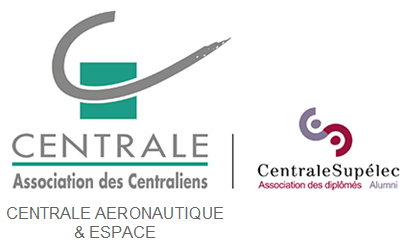 CENTRALE
Association des Centraliens
CENTRALE AERONAUTIQUE
& ESPACE
CentraleSupélec
Association des diplômés Alumni